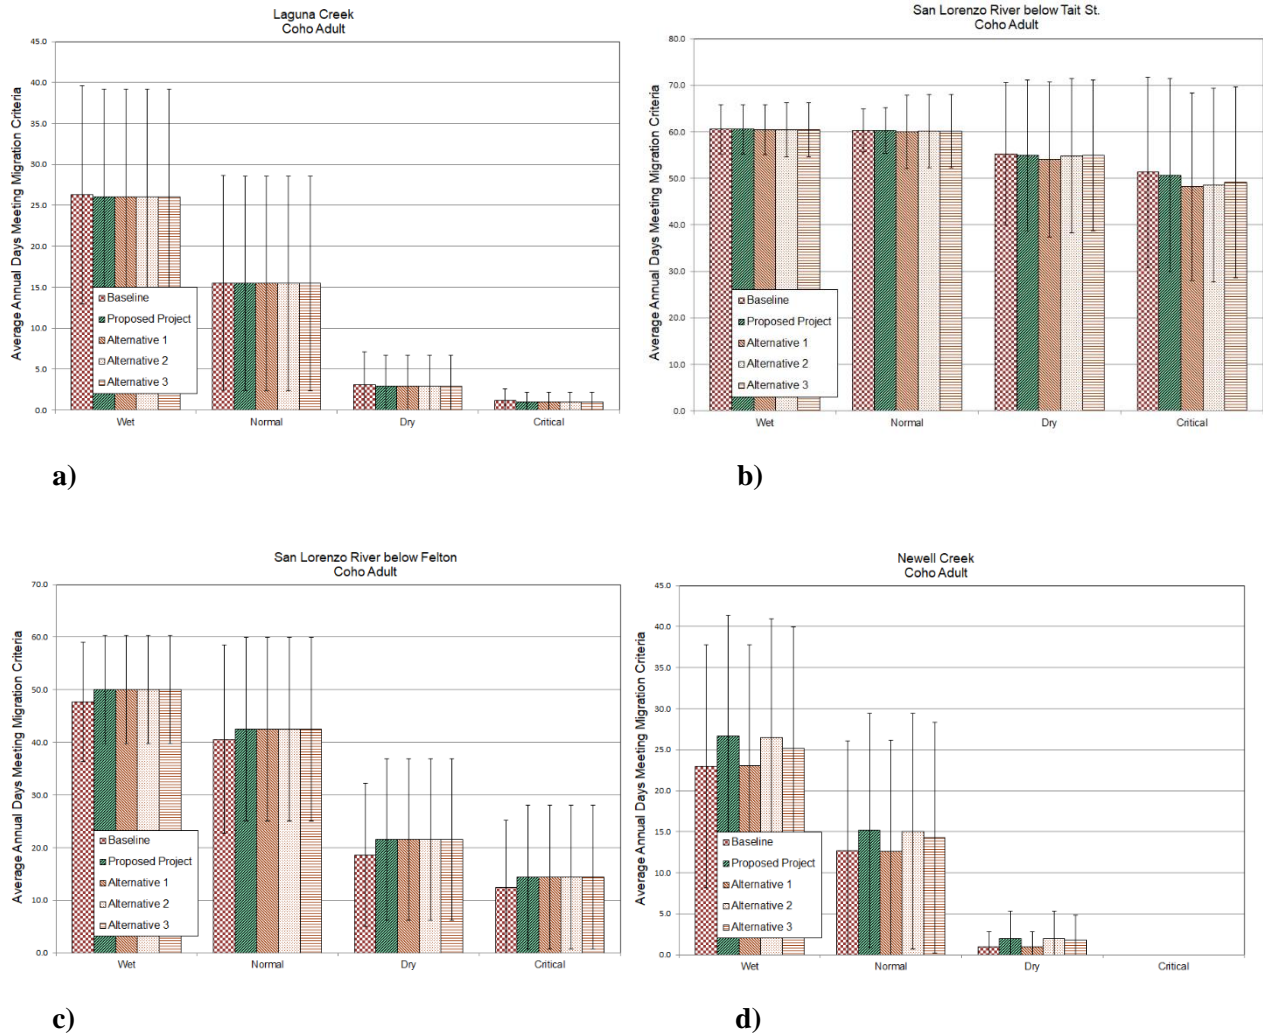 Laguna Creek
Coho Adult
Average Annual Days Meeting Migration Criteria
45.0
40.0
35.0
30.0
25.0
20.0
15.0
10.0
5.0
0.0
Baseline
Proposed Project
Alternative 1
Alternative 2
Alternative 3
Wet Normal Dry Critical
a)
San Lorenzo River below Tait St.
Coho Adult
Average Annual Days Meeting Migration Criteria
80.0
70.0
60.0
50.0
40.0
30.0
20.0
10.0
0.0
Baseline
Proposed Project
Alternative 1
Alternative 2
Alternative 3
Wet Normal Dry Critical
b)
San Lorenzo River below Felton
Coho Adult
Average Annual Days Meeting Migration Criteria
70.0
60.0
50.0
40.0
30.0
20.0
10.0
0.0
Baseline
Proposed Project
Alternative 1
Alternative 2
Alternative 3
Wet Normal Dry Critical
c)
Newell Creek
Coho Adult
Average Annual Days Meeting Migration Criteria
45.0
40.0
35.0
30.0
25.0
20.0
15.0
10.0
5.0
0.0
Baseline
Proposed Project
Alternative 1
Alternative 2
Alternative 3
Wet Normal Dry Critical
d)